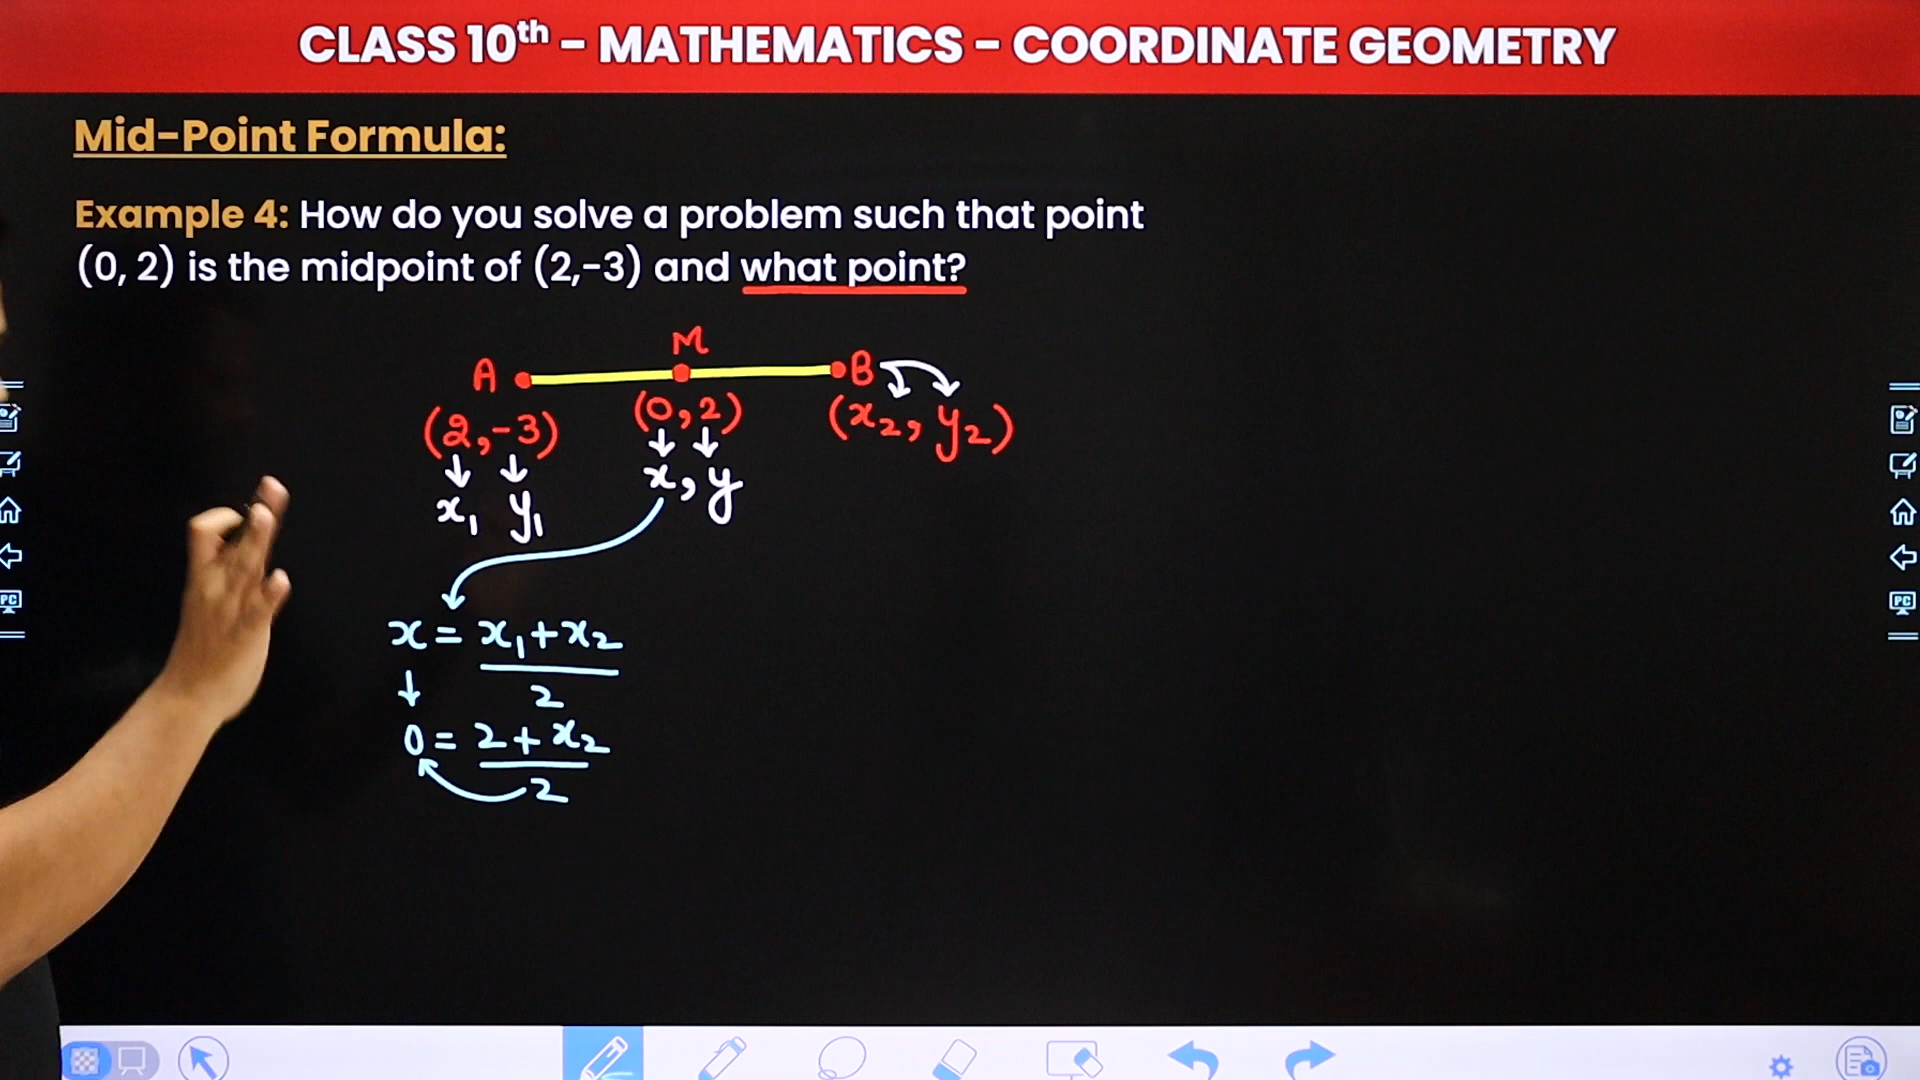 CLASS 10th - MATHEMATICS - COORDINATE GEOMETRY
Mid-Point Formula:
Example 4: How do you solve a problem such that point
(0, 2) is the midpoint of (2,-3) and what point?
A M B
(2,-3) (0,2) (x₂, y₂)
x₁ y₁ x, y
x = x₁+x₂
2
0 = 2+x₂
2
PC PC